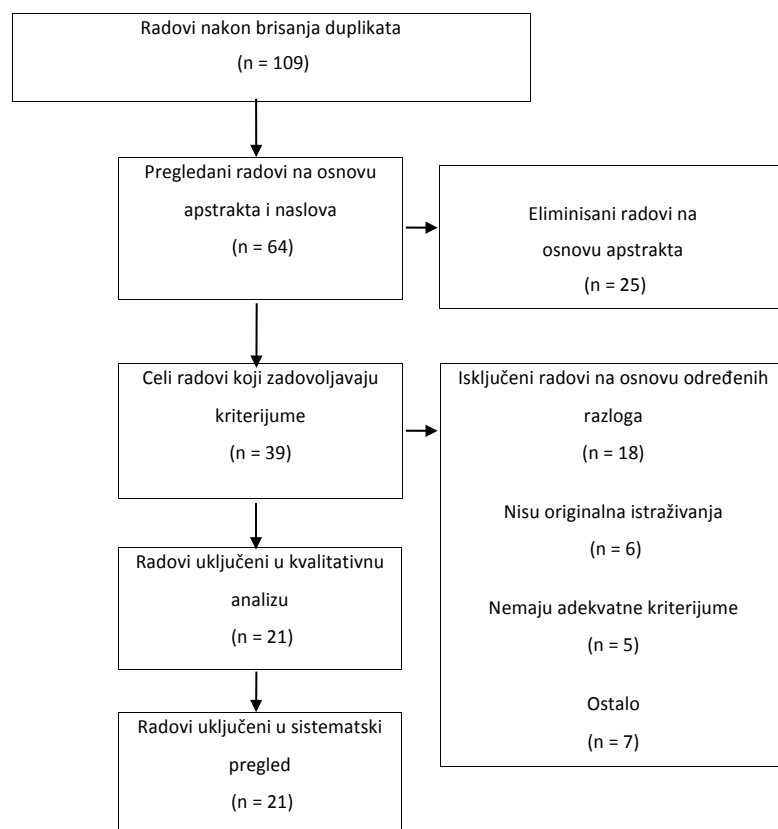 Radovi nakon brisanja duplikata
(n = 109)
Pregledani radovi na osnovu
apstrakta i naslova
(n = 64)
Eliminisani radovi na
osnovu apstrakta
(n = 25)
Celi radovi koji zadovoljavaju
kriterijume
(n = 39)
Isključeni radovi na osnovu određenih
razloga
(n = 18)
Nisu originalna istraživanja
(n = 6)
Nemaju adekvatne kriterijume
(n = 5)
Ostalo
(n = 7)
Radovi uključeni u kvalitativnu
analizu
(n = 21)
Radovi uključeni u sistematski
pregled
(n = 21)